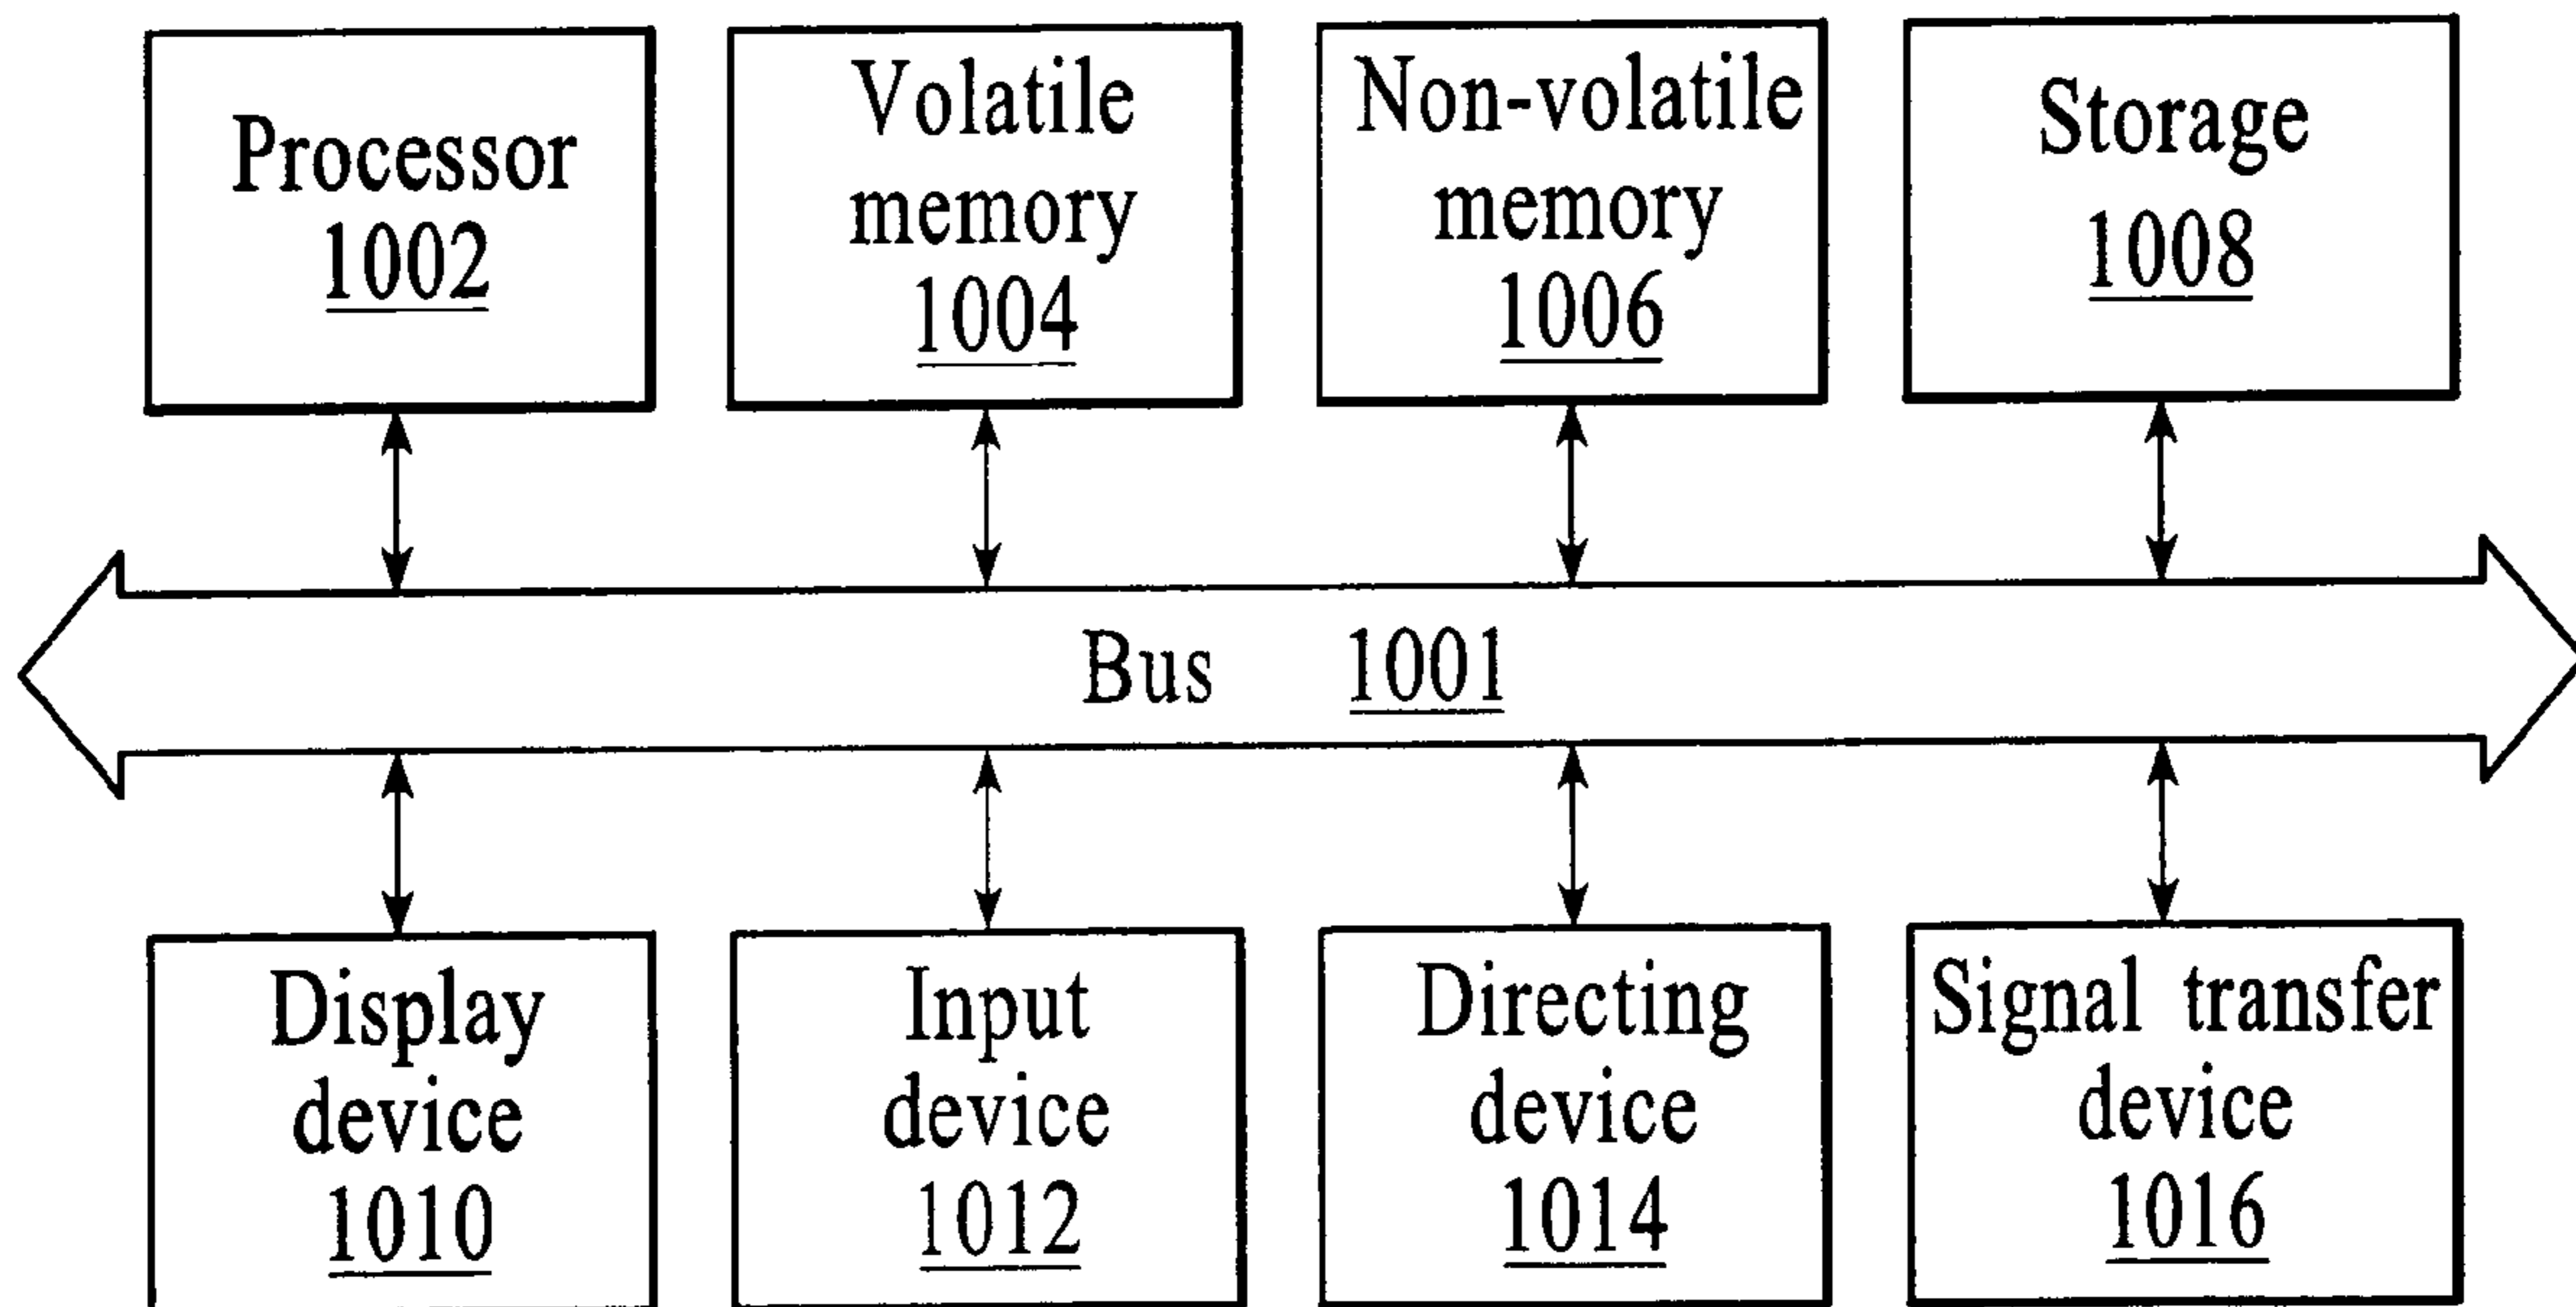 Processor
1002
Volatile
memory
1004
Non-volatile
memory
1006
Storage
1008
Bus 1001
Display
device
1010
Input
device
1012
Directing
device
1014
Signal transfer
device
1016